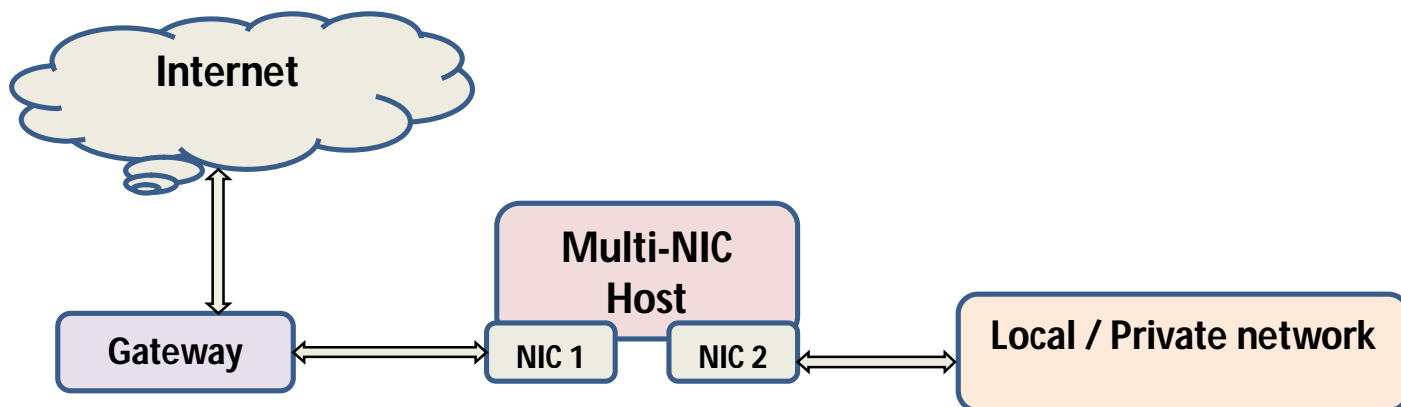 Internet
Multi-NIC
Host
Gateway
NIC 1
NIC 2
Local / Private network